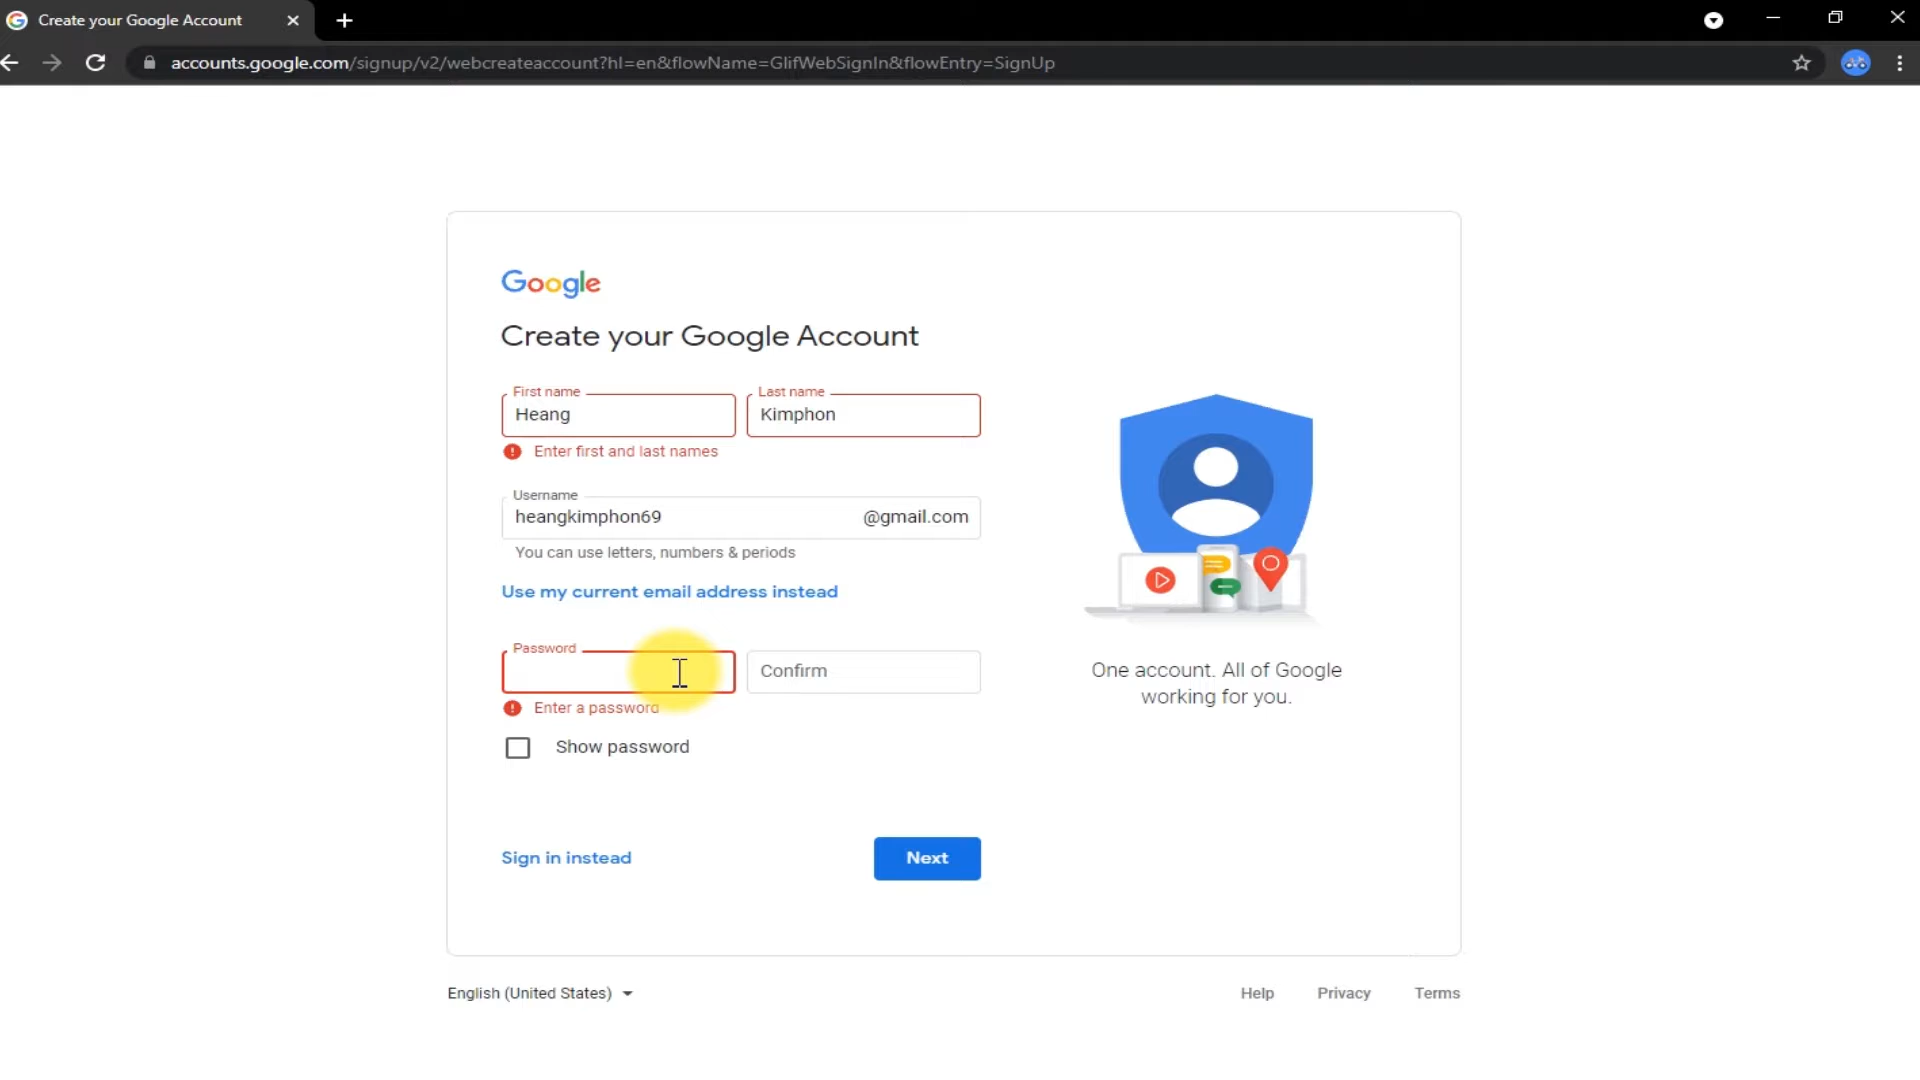 Create your Google Account
accounts.google.com/signup/v2/webcreateaccount?hl=en&flowName=GlifWebSignIn&flowEntry=SignUp
Google
Create your Google Account
First name
Last name
Heang
Kimphon
Enter first and last names
Username
heangkimphon69
@gmail.com
You can use letters, numbers & periods
Use my current email address instead
Password
Confirm
Enter a password
Show password
One account. All of Google
working for you.
Sign in instead
Next
English (United States)
Help
Privacy
Terms